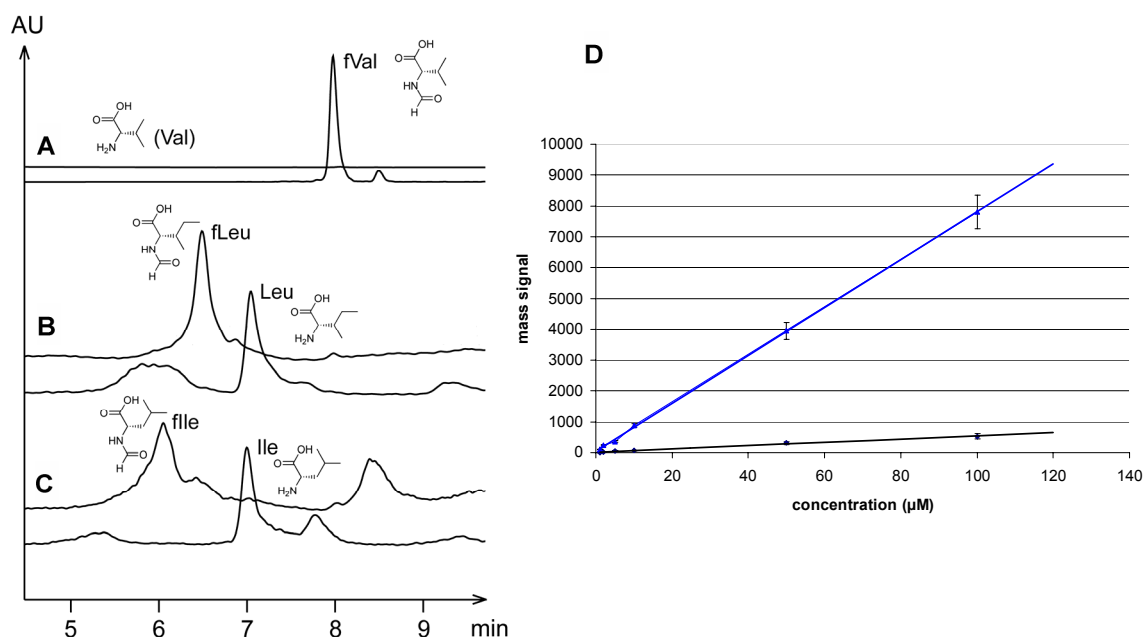 AU
D
OH
O
fVal
HN
O
H
OH
O
H₂N
(Val)
A
10000
9000
8000
7000
6000
5000
4000
3000
2000
1000
0
mass signal
0 20 40 60 80 100 120 140
concentration (µM)
OH
O
fLeu
HN
O
H
Leu
OH
O
H₂N
B
OH
O
fIle
HN
O
H
Ile
OH
O
H₂N
C
5 6 7 8 9 min